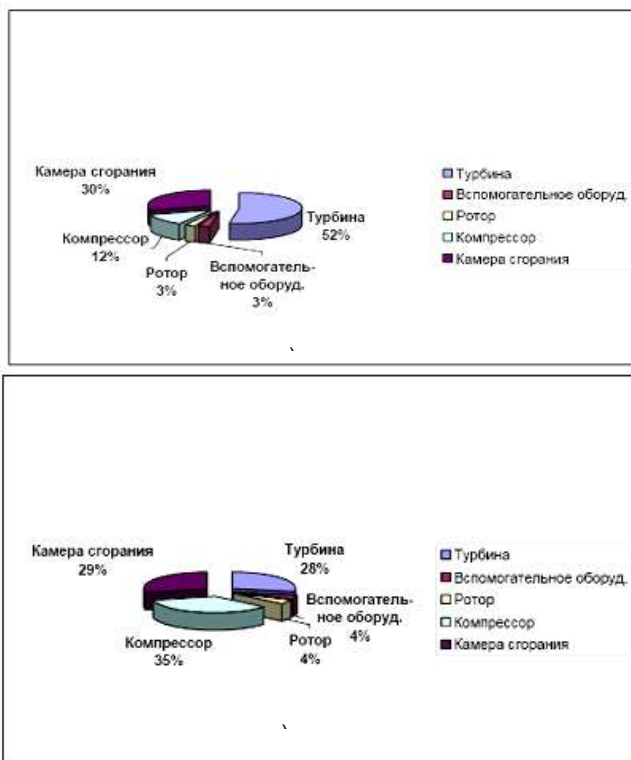 Камера сгорания
30%
Турбина
52%
Компрессор
12%
Ротор
3%
Вспомогатель-
ное оборуд.
3%
Турбина
Вспомогательное оборуд.
Ротор
Компрессор
Камера сгорания
Камера сгорания
29%
Турбина
28%
Вспомогатель-
ное оборуд.
4%
Ротор
4%
Компрессор
35%
Турбина
Вспомогательное оборуд.
Ротор
Компрессор
Камера сгорания